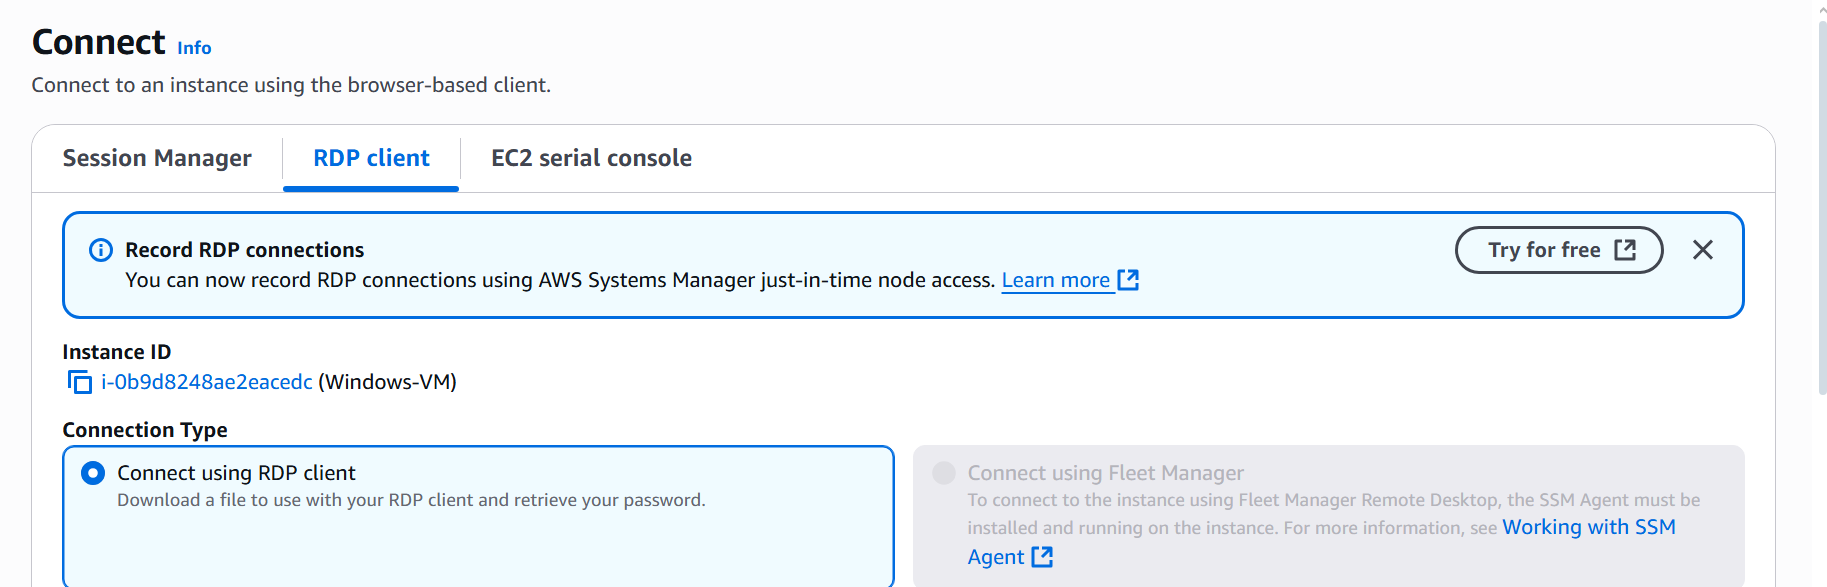 Connect Info
Connect to an instance using the browser-based client.
Session Manager
RDP client
EC2 serial console
Record RDP connections
You can now record RDP connections using AWS Systems Manager just-in-time node access. Learn more
Try for free
Instance ID
i-0b9d8248ae2eacedc (Windows-VM)
Connection Type
Connect using RDP client
Download a file to use with your RDP client and retrieve your password.
Connect using Fleet Manager
To connect to the instance using Fleet Manager Remote Desktop, the SSM Agent must be
installed and running on the instance. For more information, see Working with SSM
Agent